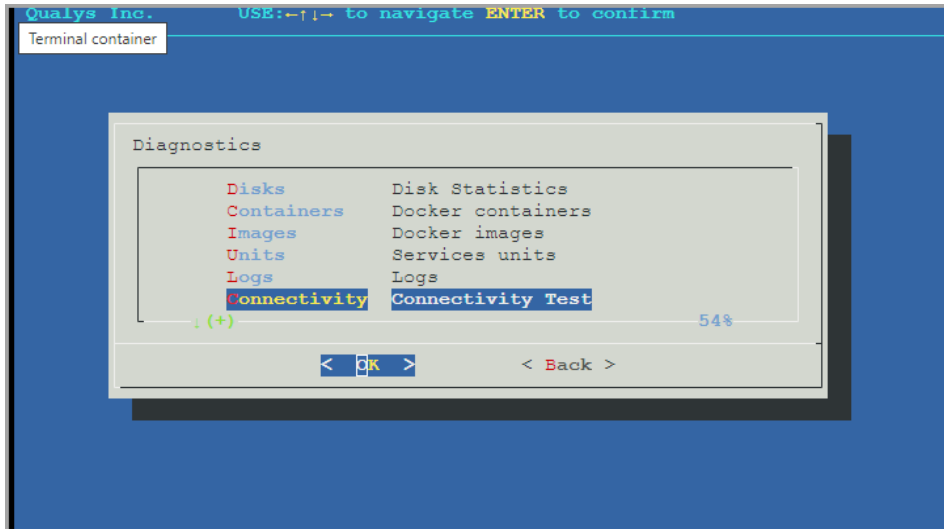 Qualys Inc. USE:←↑↓→ to navigate ENTER to confirm
Terminal container
Diagnostics
Disks Disk Statistics
Containers Docker containers
Images Docker images
Units Services units
Logs Logs
Connectivity Connectivity Test
↓(+) 54%
< OK > < Back >